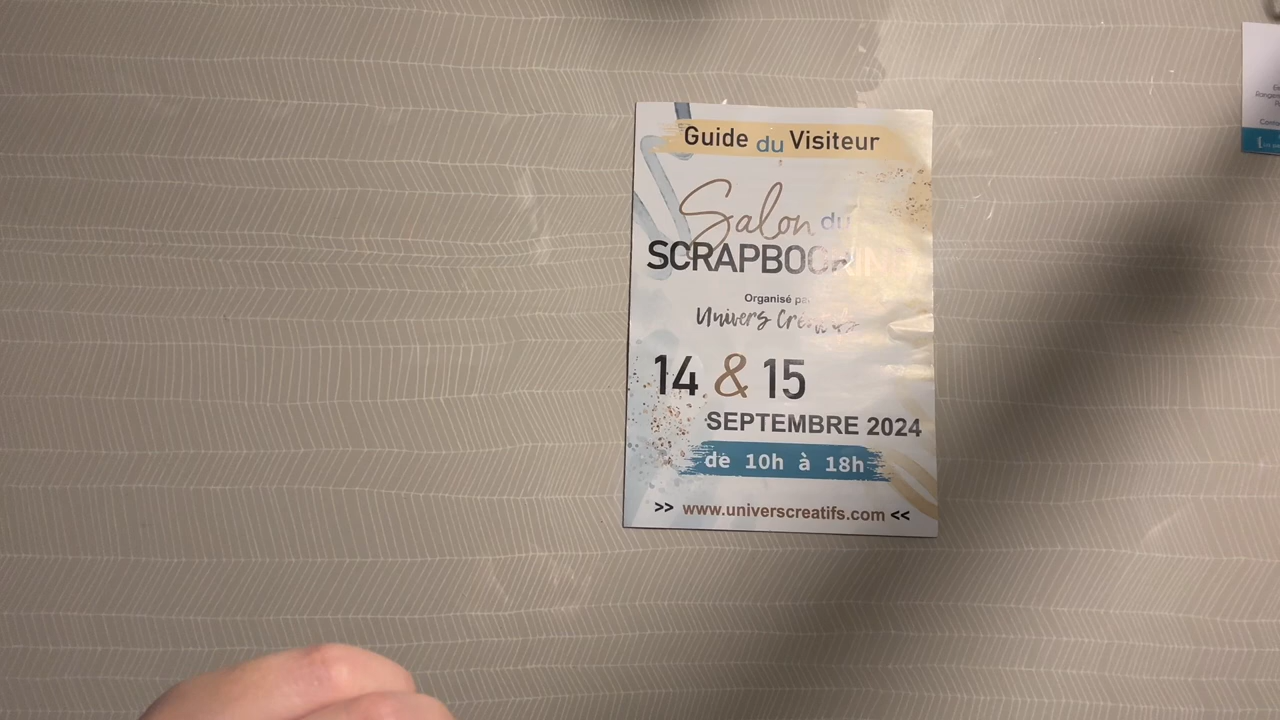 Guide du Visiteur
Salon du
SCRAPBOOKING
Organisé par
Univers Créatifs
14 & 15
SEPTEMBRE 2024
de 10h à 18h
>> www.universcreatifs.com <<